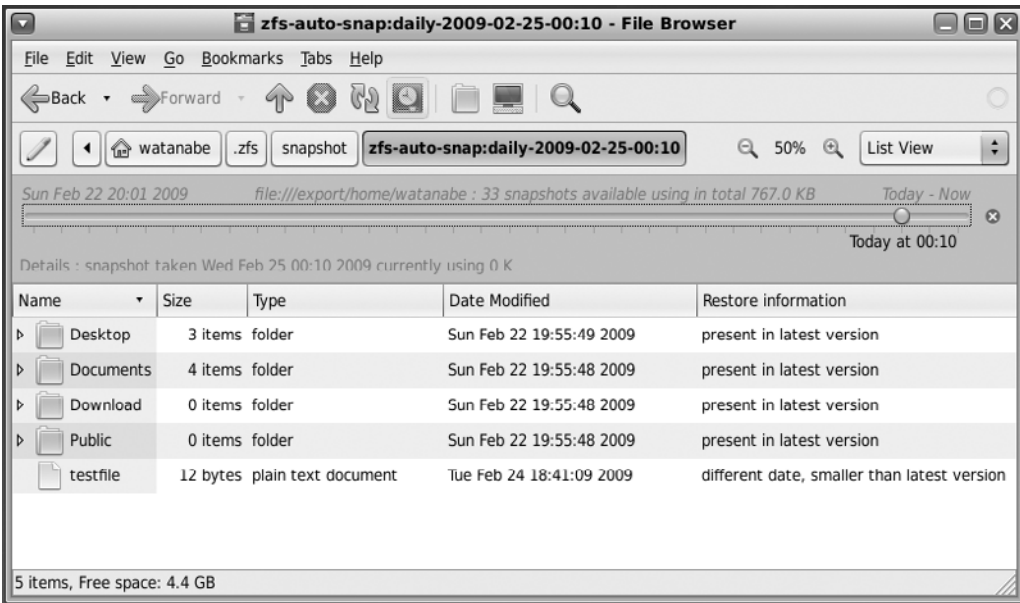 zfs-auto-snap:daily-2009-02-25-00:10 - File Browser
File Edit View Go Bookmarks Tabs Help
Back Forward
watanabe .zfs snapshot zfs-auto-snap:daily-2009-02-25-00:10 50% List View
Sun Feb 22 20:01 2009 file:///export/home/watanabe : 33 snapshots available using in total 767.0 KB Today - Now
Today at 00:10
Details : snapshot taken Wed Feb 25 00:10 2009 currently using 0 K
Name Size Type Date Modified Restore information
Desktop 3 items folder Sun Feb 22 19:55:49 2009 present in latest version
Documents 4 items folder Sun Feb 22 19:55:48 2009 present in latest version
Download 0 items folder Sun Feb 22 19:55:48 2009 present in latest version
Public 0 items folder Sun Feb 22 19:55:48 2009 present in latest version
testfile 12 bytes plain text document Tue Feb 24 18:41:09 2009 different date, smaller than latest version
5 items, Free space: 4.4 GB